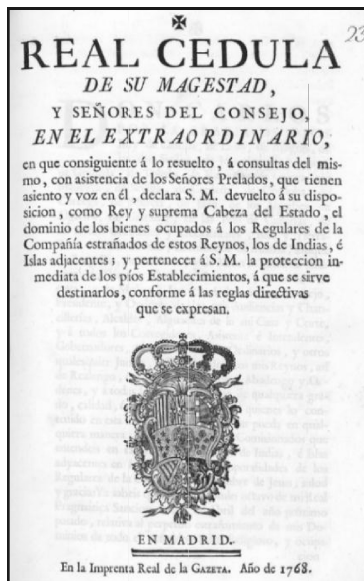 23
REAL CEDULA
DE SU MAGESTAD,
Y SEÑORES DEL CONSEJO,
EN EL EXTRAORDINARIO,
en que consiguiente á lo resuelto, á consultas del mis-
mo, con asistencia de los Señores Prelados, que tienen
asiento y voz en él, declara S. M. devuelto á su dispo-
sicion, como Rey y suprema Cabeza del Estado, el
dominio de los bienes ocupados á los Regulares de la
Compañía estrañados de estos Reynos, los de Indias, é
Islas adjacentes; y pertenecer á S. M. la proteccion in-
mediata de los píos Establecimientos, á que se sirve
destinarlos, conforme á las reglas directivas
que se expresan.
EN MADRID.
En la Imprenta Real de la GAZETA. Año de 1768.